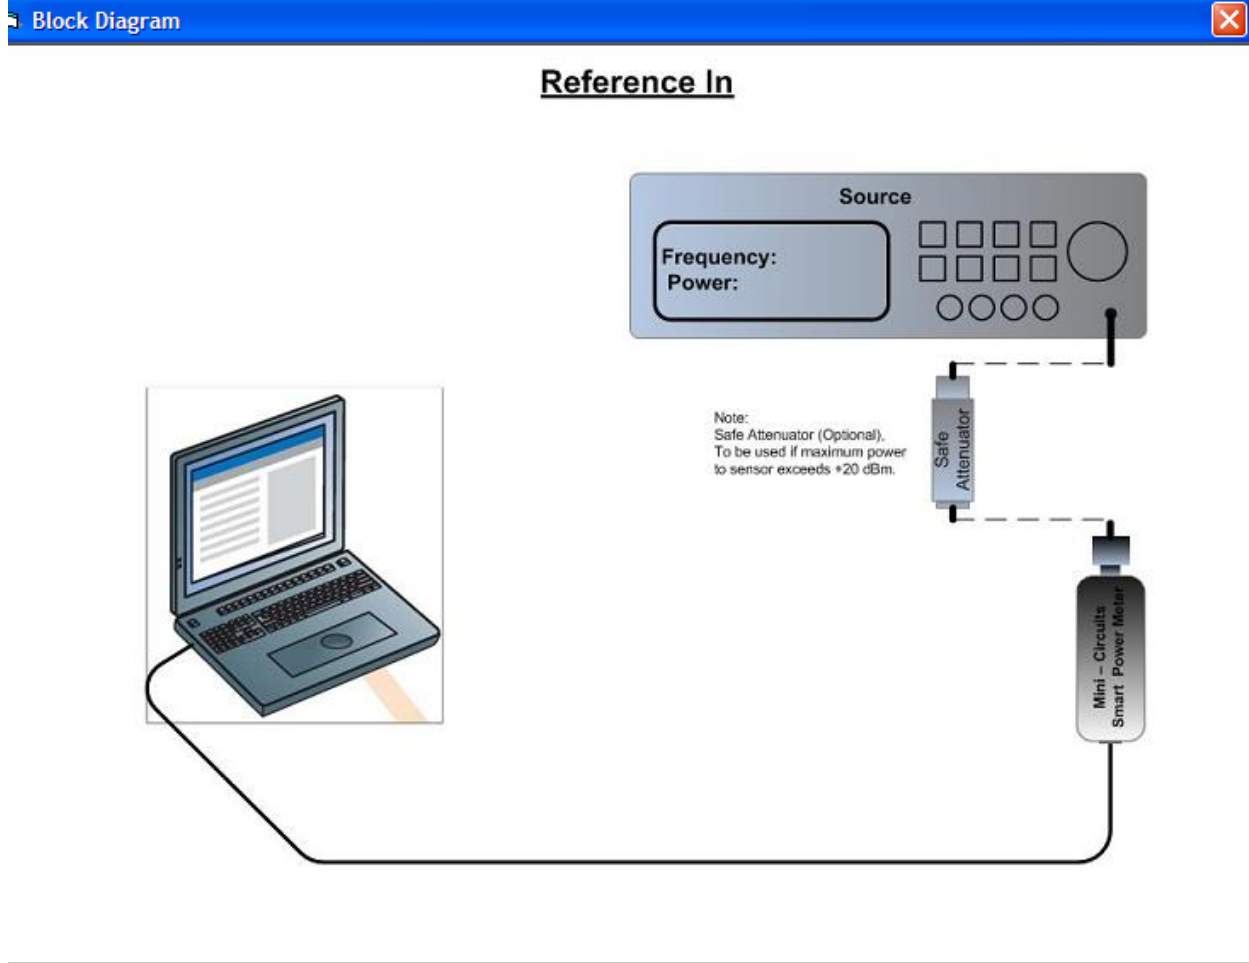 Block Diagram
Reference In
Source
Frequency:
Power:
Note:
Safe Attenuator (Optional),
To be used if maximum power
to sensor exceeds +20 dBm.
Safe
Attenuator
Mini – Circuits
Smart Power Meter